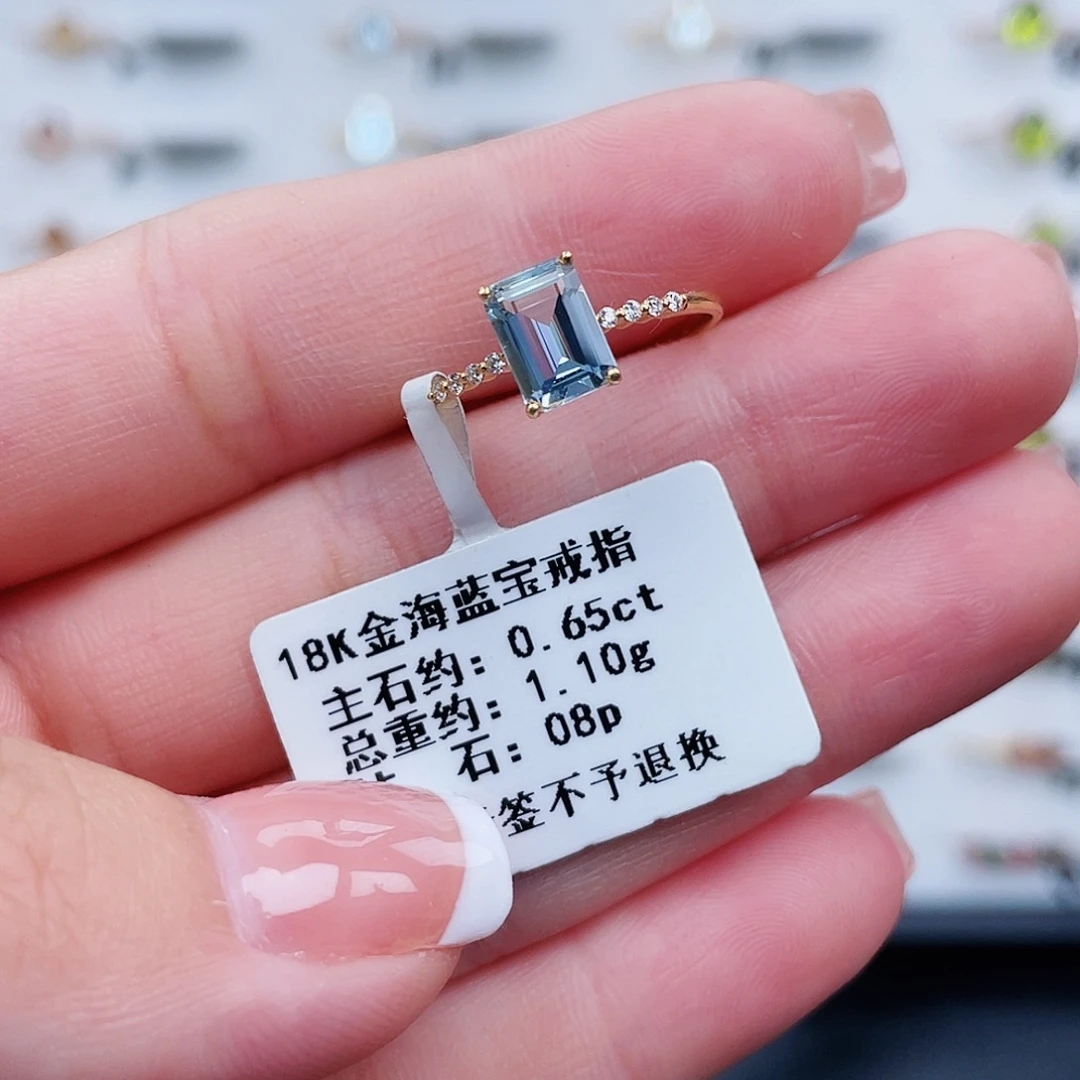 18K金海蓝宝戒指
主石约: 0.65ct
总重约: 1.10g
石: 08p
签不予退换